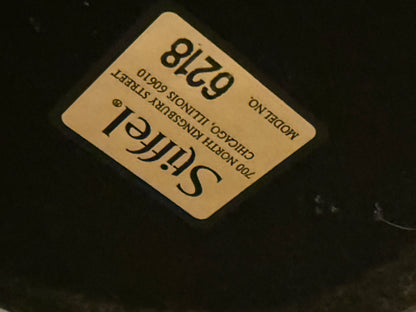 Stiffel®
700 NORTH KINGSBURY STREET
CHICAGO, ILLINOIS 60610
MODEL NO. 6218